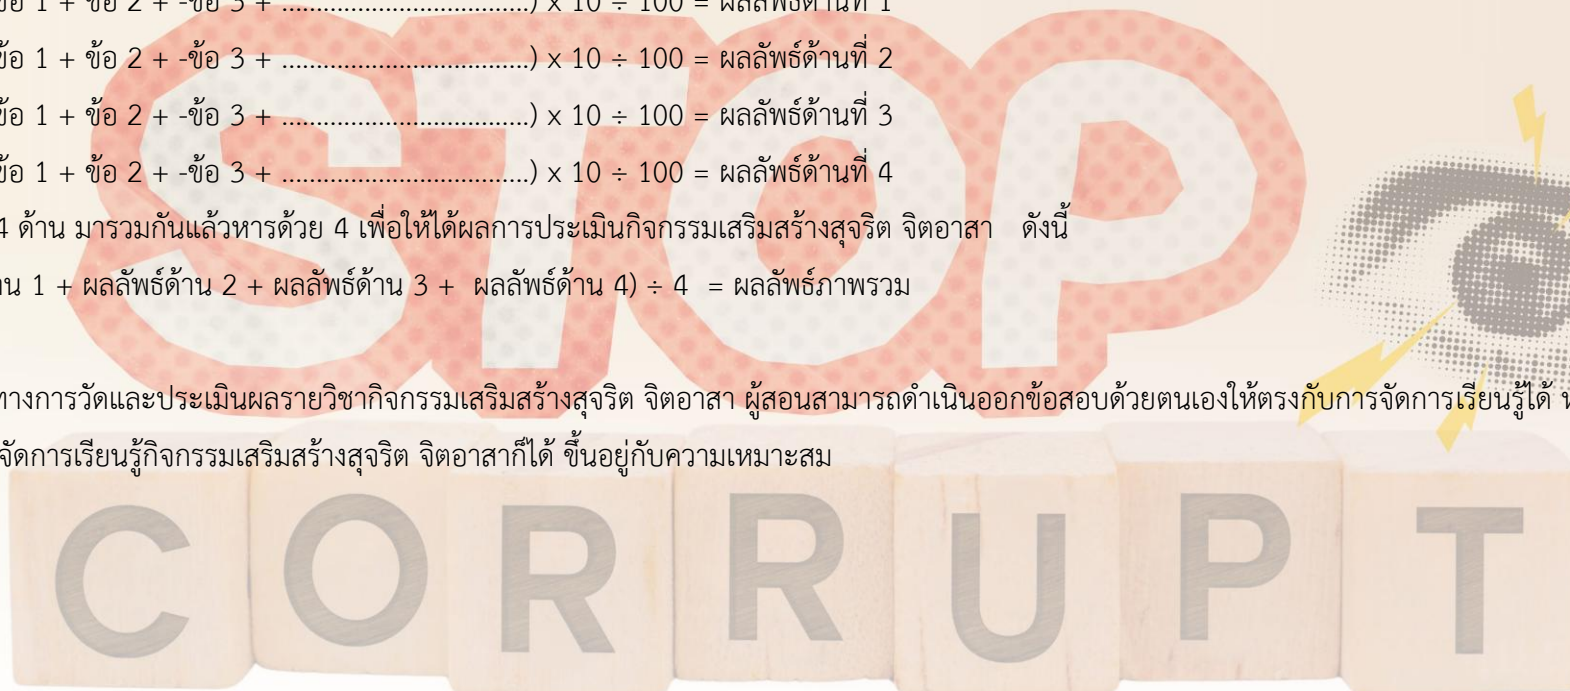 ข้อ 1 + ข้อ 2 + -ข้อ 3 + ....................................) x 10 ÷ 100 = ผลลัพธ์ด้านที่ 1
ข้อ 1 + ข้อ 2 + -ข้อ 3 + ....................................) x 10 ÷ 100 = ผลลัพธ์ด้านที่ 2
ข้อ 1 + ข้อ 2 + -ข้อ 3 + ....................................) x 10 ÷ 100 = ผลลัพธ์ด้านที่ 3
ข้อ 1 + ข้อ 2 + -ข้อ 3 + ....................................) x 10 ÷ 100 = ผลลัพธ์ด้านที่ 4
4 ด้าน มารวมกันแล้วหารด้วย 4 เพื่อให้ได้ผลการประเมินกิจกรรมเสริมสร้างสุจริต จิตอาสา ดังนี้
1 + ผลลัพธ์ด้าน 2 + ผลลัพธ์ด้าน 3 + ผลลัพธ์ด้าน 4) ÷ 4 = ผลลัพธ์ภาพรวม
ทางการวัดและประเมินผลรายวิชากิจกรรมเสริมสร้างสุจริต จิตอาสา ผู้สอนสามารถดำเนินออกข้อสอบด้วยตนเองให้ตรงกับการจัดการเรียนรู้ได้
จัดการเรียนรู้กิจกรรมเสริมสร้างสุจริต จิตอาสาก็ได้ ขึ้นอยู่กับความเหมาะสม
STOP
CORRUPT